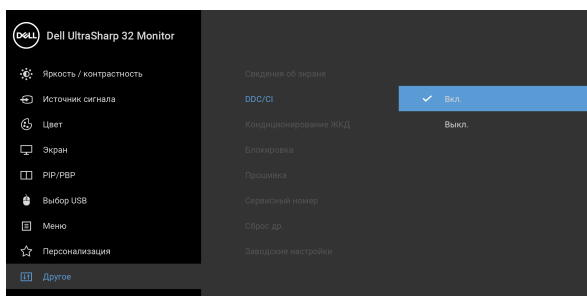 DELL Dell UltraSharp 32 Monitor
Яркость / контрастность
Источник сигнала
Цвет
Экран
PIP/PBP
Выбор USB
Меню
Персонализация
Другое
Сведения об экране
DDC/CI
Кондиционирование ЖКД
Блокировка
Прошивка
Сервисный номер
Сброс др.
Заводские настройки
Вкл.
Выкл.